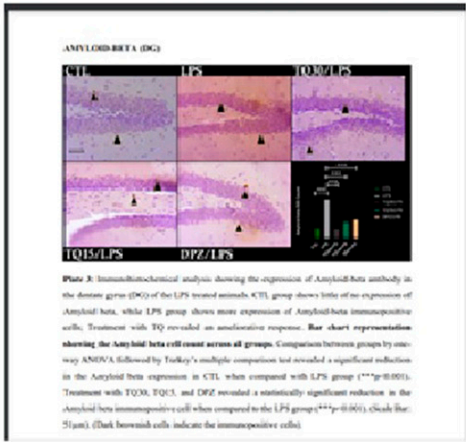 AMYLOID-BETA (DG)
CTL LPS TQ30/LPS
TQ15/LPS DPZ/LPS
Plate 3: Immunohistochemical analysis showing the expression of Amyloid-beta antibody in
the dentate gyrus (DG) of the LPS treated animals. CTL group shows little or no expression of
Amyloid beta, while LPS group shows more expression of Amyloid-beta immunopositive
cells. Treatment with TQ revealed an ameliorative response. Bar chart representation
showing the Amyloid beta cell count across all groups. Comparison between groups by one-
way ANOVA followed by Tuckey's multiple comparison test revealed a significant reduction
in the Amyloid beta expression in CTL when compared with LPS group (***p<0.001).
Treatment with TQ30, TQ15, and DPZ revealed a statistically significant reduction in the
Amyloid beta immunopositive cell when compared to the LPS group (***p<0.001). (Scale Bar:
51µm). (Dark brownish cells indicate the immunopositive cells).